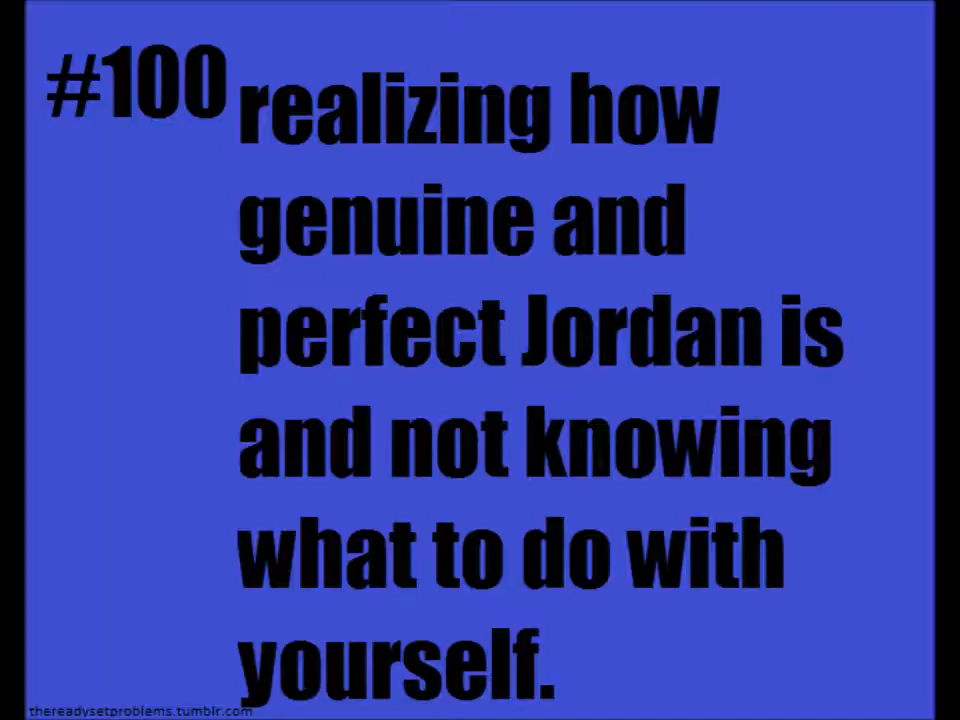 #100
realizing how
genuine and
perfect Jordan is
and not knowing
what to do with
yourself.
thereadysetproblems.tumblr.com